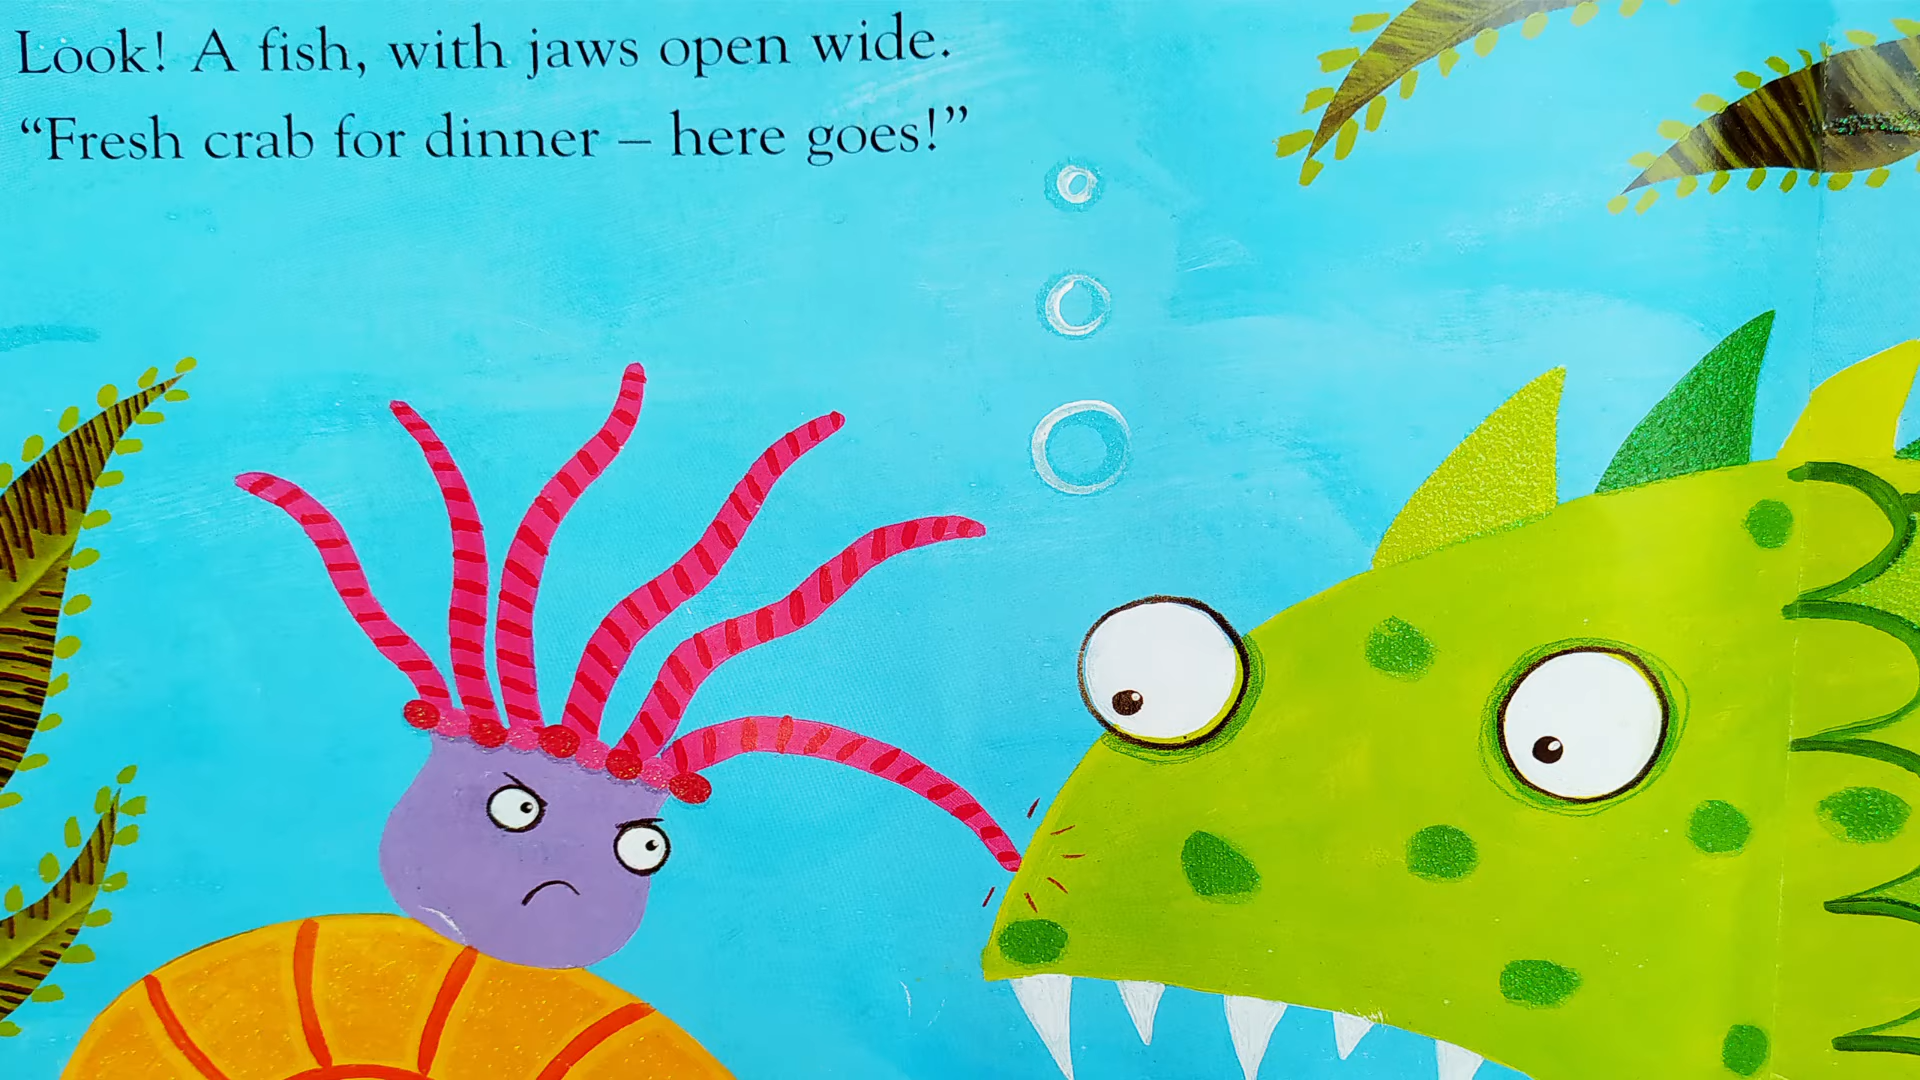 Look! A fish, with jaws open wide.
“Fresh crab for dinner – here goes!”